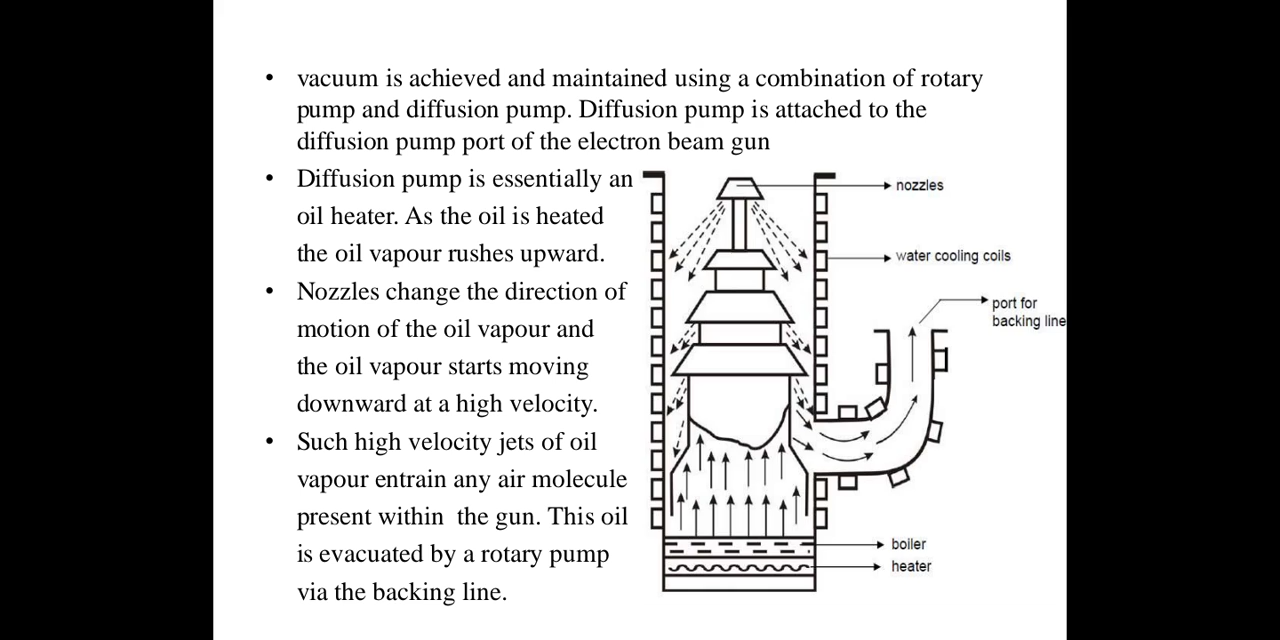 • vacuum is achieved and maintained using a combination of rotary
pump and diffusion pump. Diffusion pump is attached to the
diffusion pump port of the electron beam gun
• Diffusion pump is essentially an
oil heater. As the oil is heated
the oil vapour rushes upward.
• Nozzles change the direction of
motion of the oil vapour and
the oil vapour starts moving
downward at a high velocity.
• Such high velocity jets of oil
vapour entrain any air molecule
present within the gun. This oil
is evacuated by a rotary pump
via the backing line.
nozzles
water cooling coils
port for
backing line
boiler
heater